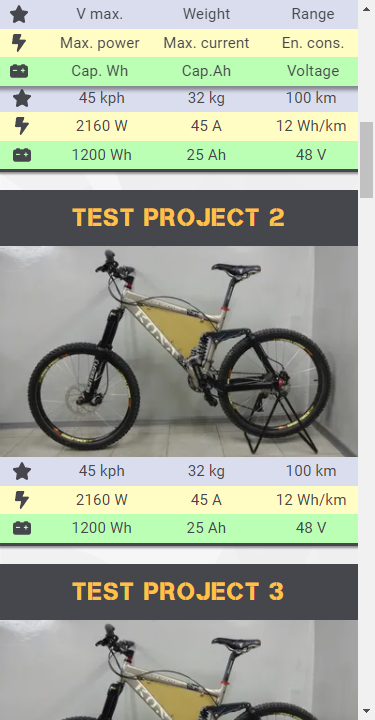 V max. Weight Range
Max. power Max. current En. cons.
Cap. Wh Cap.Ah Voltage
45 kph 32 kg 100 km
2160 W 45 A 12 Wh/km
1200 Wh 25 Ah 48 V
TEST PROJECT 2
KONA
45 kph 32 kg 100 km
2160 W 45 A 12 Wh/km
1200 Wh 25 Ah 48 V
TEST PROJECT 3
KONA